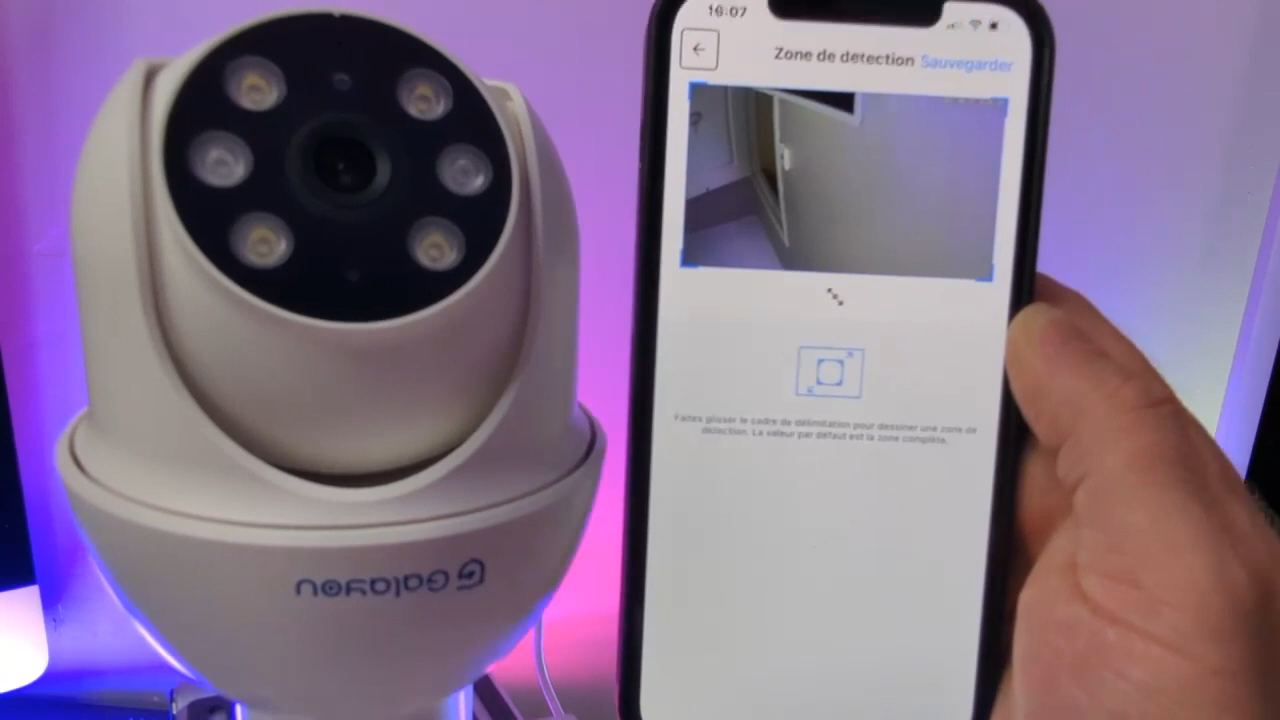 16:07
Zone de détection Sauvegarder
Faites glisser le cadre de délimitation pour dessiner une zone de
détection. La valeur par défaut est la zone complète.
Galayou